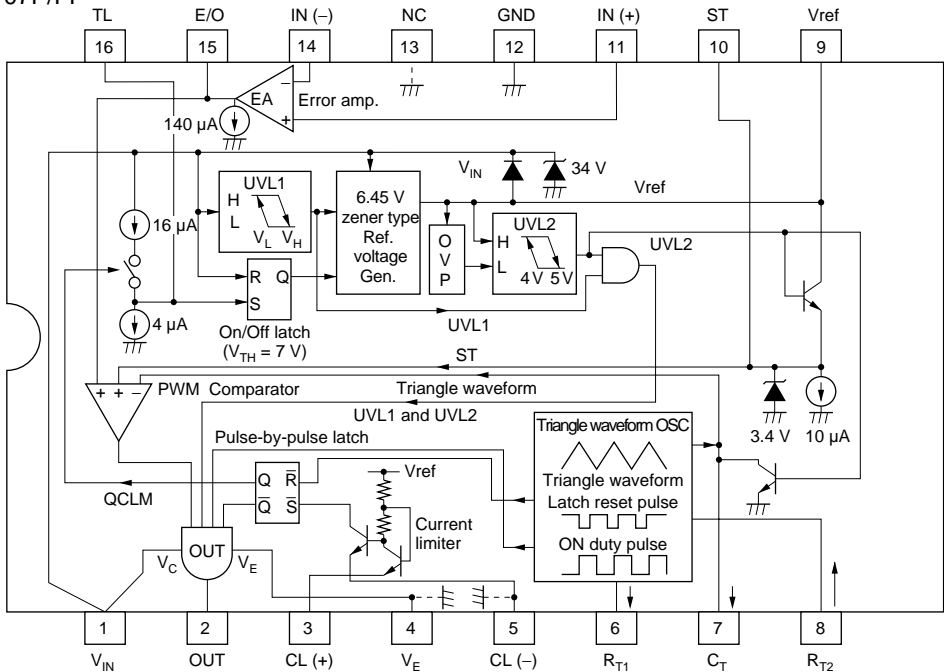 TL E/O IN (−) NC GND IN (+) ST Vref
16 15 14 13 12 11 10 9
EA
Error amp.
140 µA
UVL1
H
L
V_L V_H
6.45 V
zener type
Ref.
voltage
Gen.
V_IN
34 V
Vref
O
V
P
UVL2
H
L
4 V 5 V
UVL2
16 µA
R Q
S
4 µA
On/Off latch
(V_TH = 7 V)
UVL1
ST
+ + −
PWM Comparator
Triangle waveform
UVL1 and UVL2
3.4 V
10 µA
Pulse-by-pulse latch
Triangle waveform OSC
Triangle waveform
Latch reset pulse
ON duty pulse
QCLM
Q R̅
Q̅ S̅
Vref
Current
limiter
V_C OUT V_E
1 2 3 4 5 6 7 8
V_IN OUT CL (+) V_E CL (−) R_T1 C_T R_T2